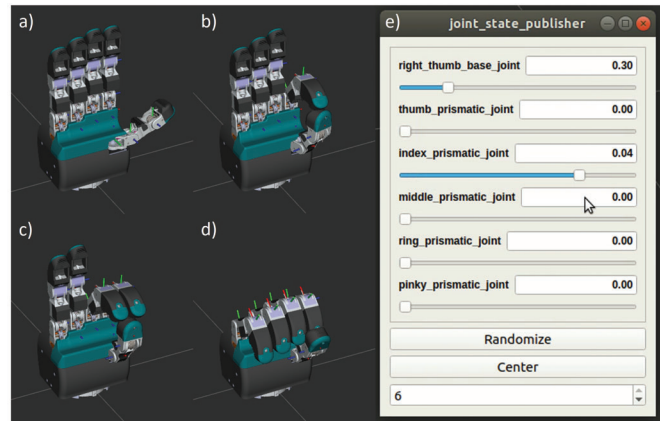 a)
b)
c)
d)
e)
joint_state_publisher
right_thumb_base_joint 0.30
thumb_prismatic_joint 0.00
index_prismatic_joint 0.04
middle_prismatic_joint 0.00
ring_prismatic_joint 0.00
pinky_prismatic_joint 0.00
Randomize
Center
6